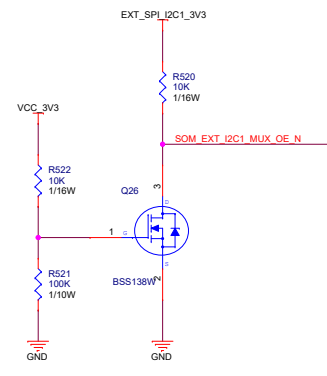 EXT_SPI_I2C1_3V3
R520
10K
1/16W
VCC_3V3
SOM_EXT_I2C1_MUX_OE_N
R522
10K
1/16W
Q26
3
D
1
G
S
2
BSS138W
R521
100K
1/10W
GND
GND